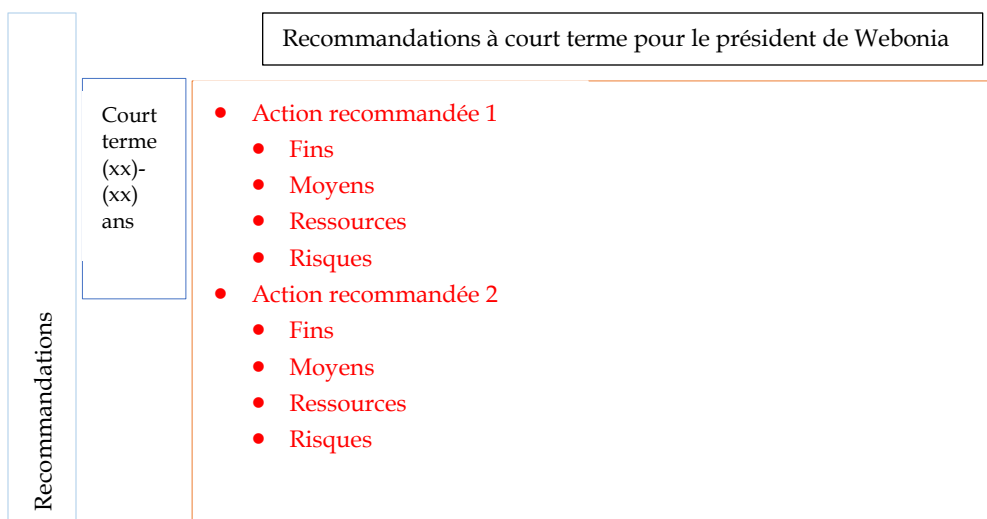 Recommandations à court terme pour le président de Webonia
Recommandations
Court
terme
(xx)-
(xx)
ans
• Action recommandée 1
• Fins
• Moyens
• Ressources
• Risques
• Action recommandée 2
• Fins
• Moyens
• Ressources
• Risques